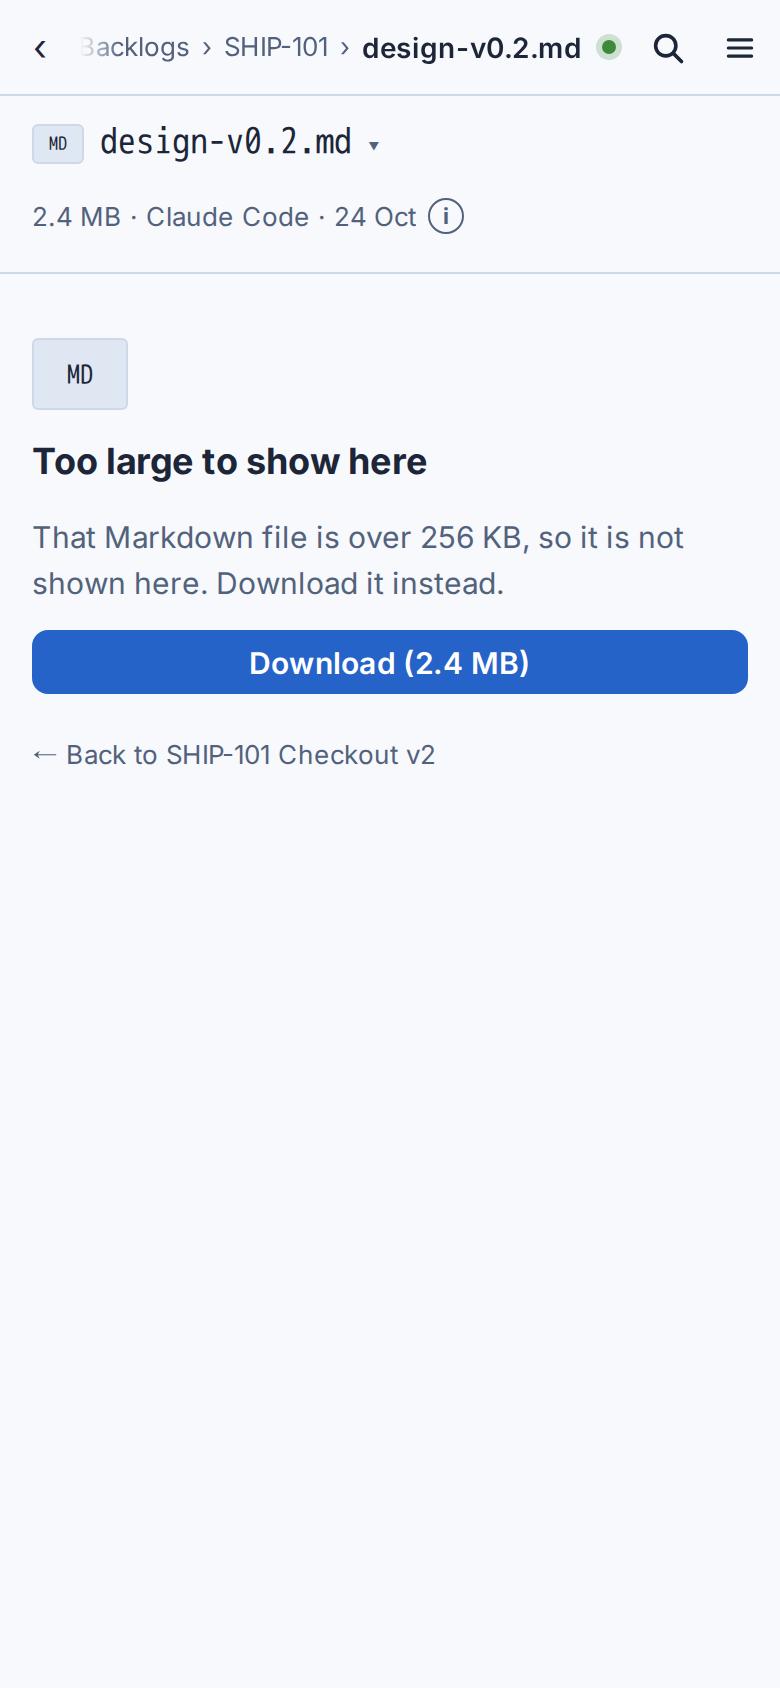 ‹ Backlogs › SHIP-101 › design-v0.2.md
MD design-v0.2.md ▾
2.4 MB · Claude Code · 24 Oct i
MD
Too large to show here
That Markdown file is over 256 KB, so it is not
shown here. Download it instead.
Download (2.4 MB)
← Back to SHIP-101 Checkout v2